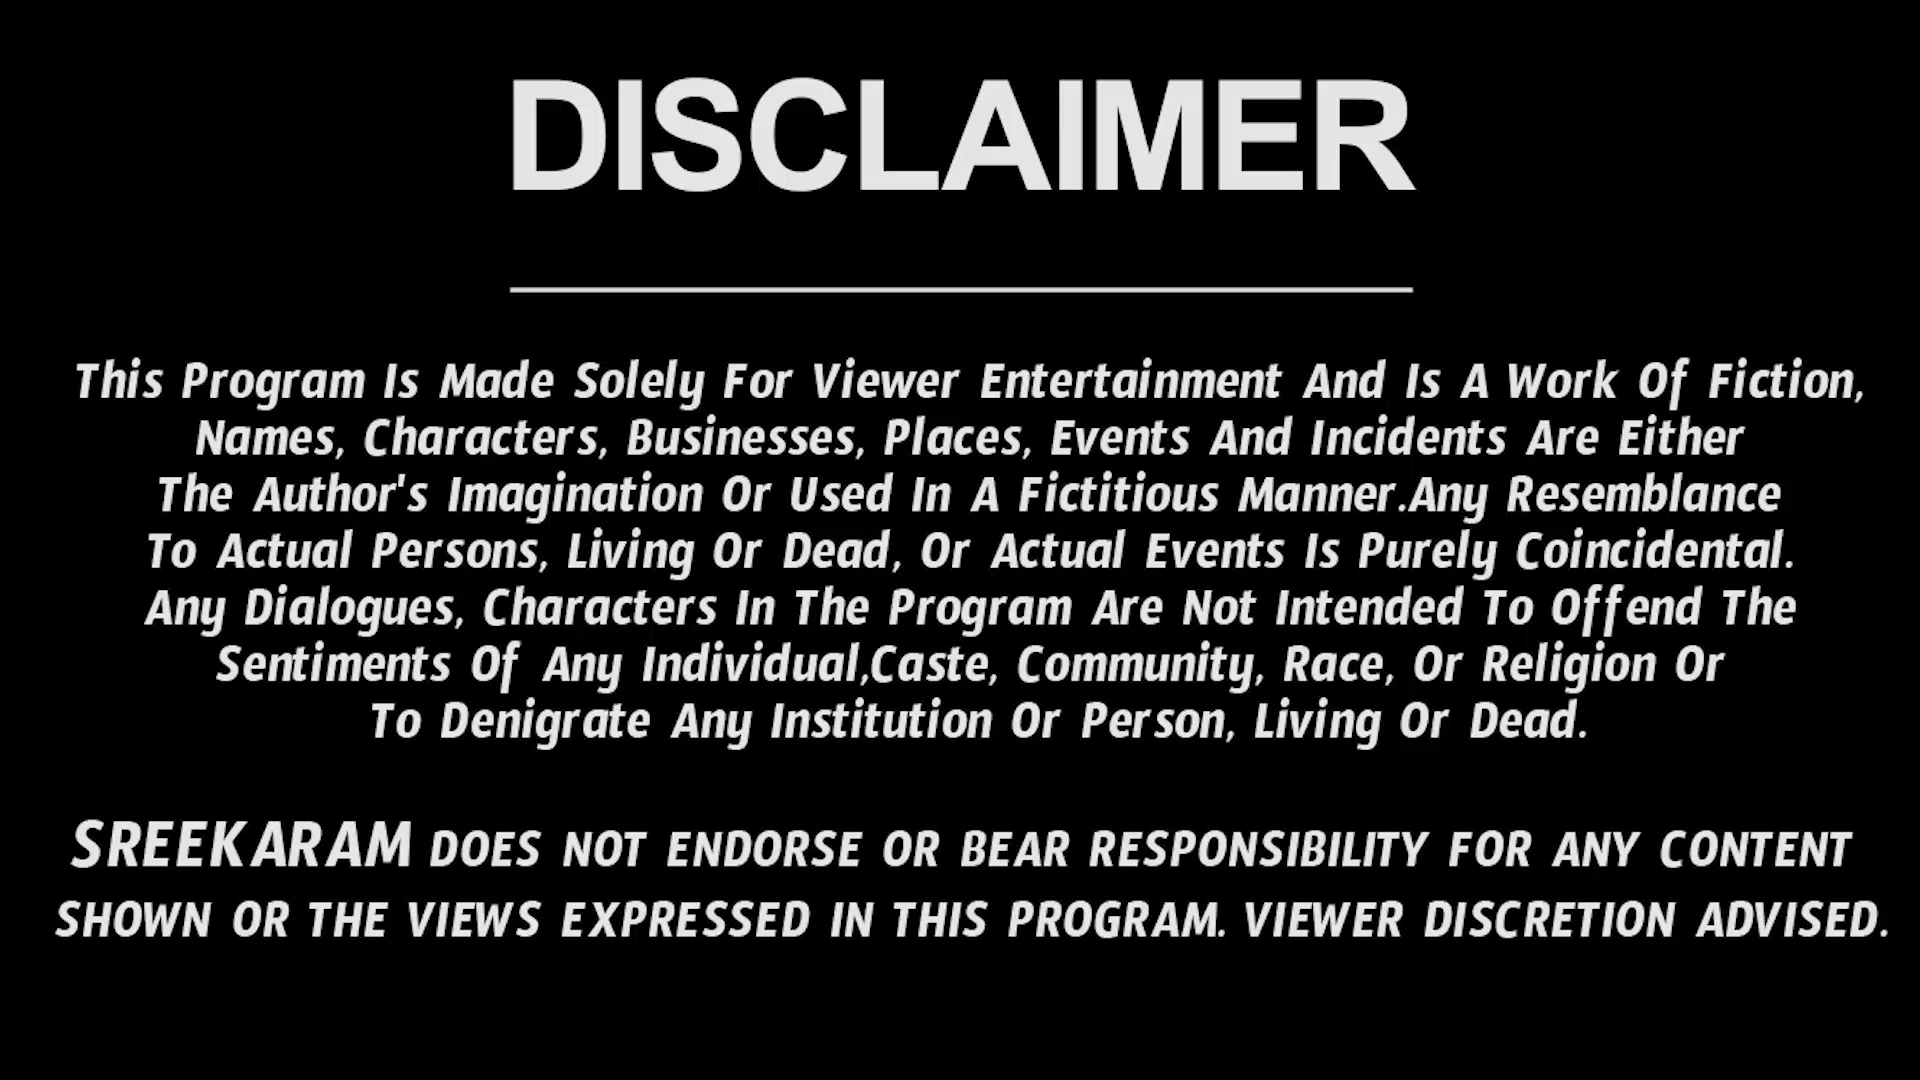 DISCLAIMER
This Program Is Made Solely For Viewer Entertainment And Is A Work Of Fiction,
Names, Characters, Businesses, Places, Events And Incidents Are Either
The Author's Imagination Or Used In A Fictitious Manner.Any Resemblance
To Actual Persons, Living Or Dead, Or Actual Events Is Purely Coincidental.
Any Dialogues, Characters In The Program Are Not Intended To Offend The
Sentiments Of Any Individual,Caste, Community, Race, Or Religion Or
To Denigrate Any Institution Or Person, Living Or Dead.
SREEKARAM DOES NOT ENDORSE OR BEAR RESPONSIBILITY FOR ANY CONTENT
SHOWN OR THE VIEWS EXPRESSED IN THIS PROGRAM. VIEWER DISCRETION ADVISED.